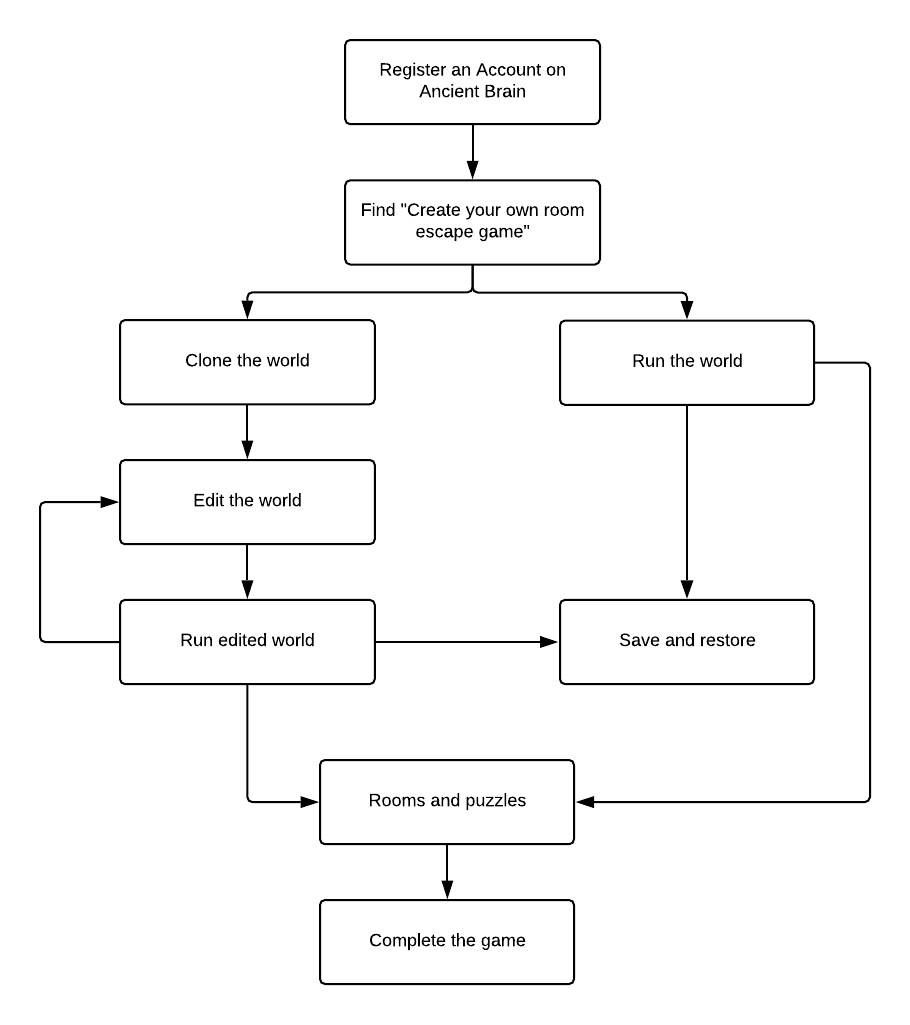 Register an Account on
Ancient Brain
Find "Create your own room
escape game"
Clone the world
Run the world
Edit the world
Run edited world
Save and restore
Rooms and puzzles
Complete the game